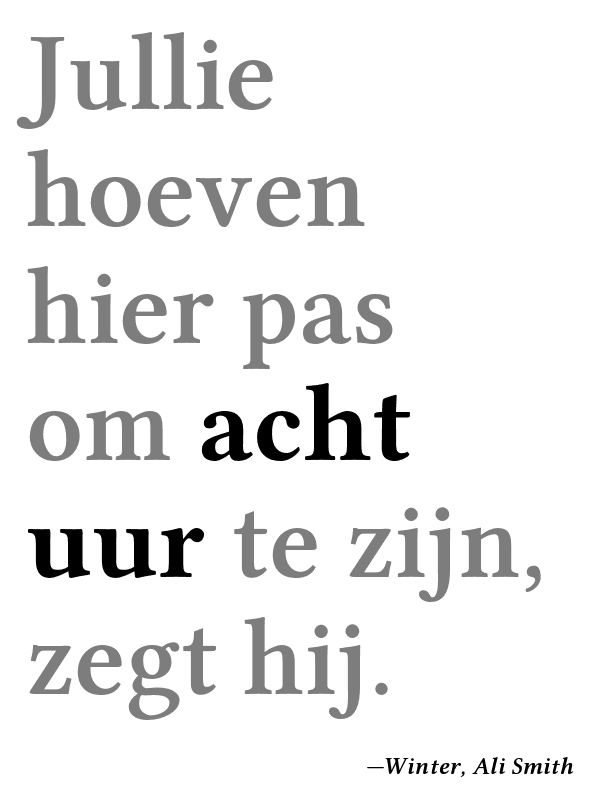 Jullie
hoeven
hier pas
om acht
uur te zijn,
zegt hij.
—Winter, Ali Smith